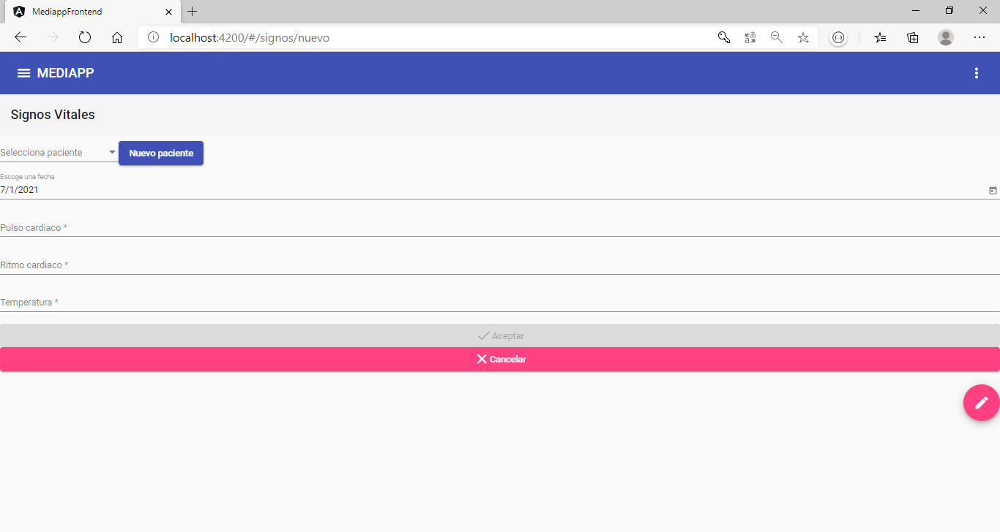 MediappFrontend
localhost:4200/#/signos/nuevo
MEDIAPP
Signos Vitales
Selecciona paciente
Nuevo paciente
Escoge una fecha
7/1/2021
Pulso cardiaco *
Ritmo cardiaco *
Temperatura *
Aceptar
Cancelar